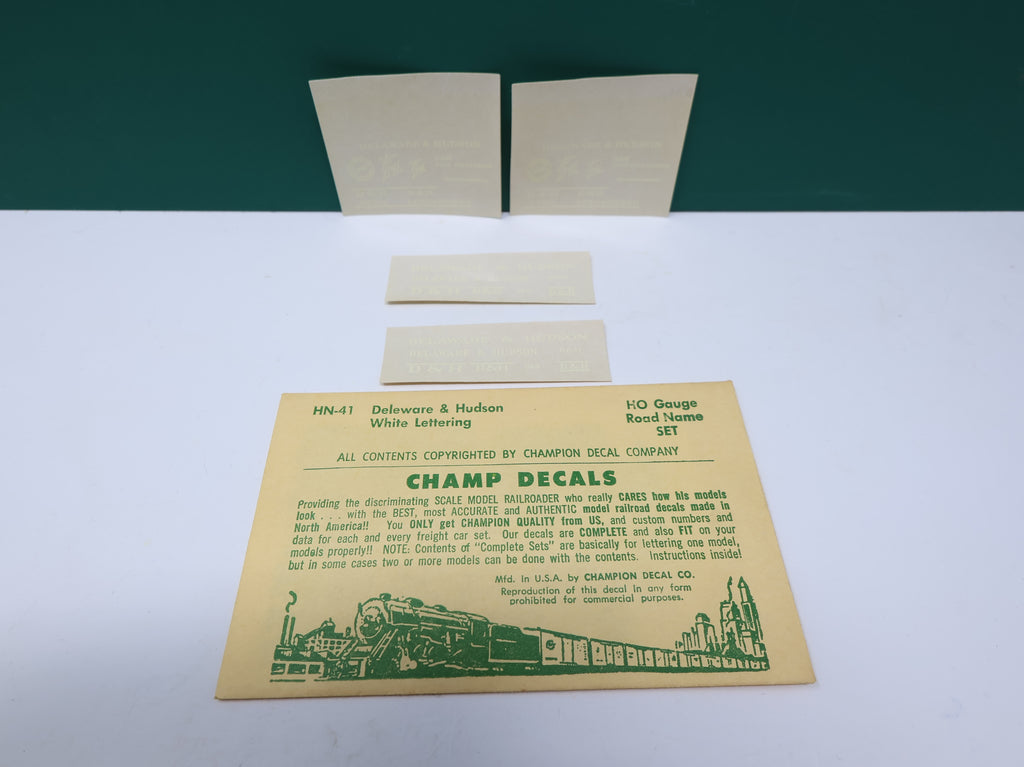 DELAWARE & HUDSON
DELAWARE & HUDSON
DELAWARE & HUDSON
D & H
DELAWARE & HUDSON
DELAWARE & HUDSON
D & H D&H
HN-41 Deleware & Hudson
White Lettering
HO Gauge
Road Name
SET
ALL CONTENTS COPYRIGHTED BY CHAMPION DECAL COMPANY
CHAMP DECALS
Providing the discriminating SCALE MODEL RAILROADER who really CARES how his models
look . . . with the BEST, most ACCURATE and AUTHENTIC model railroad decals made in
North America!! You ONLY get CHAMPION QUALITY from US, and custom numbers and
data for each and every freight car set. Our decals are COMPLETE and also FIT on your
models properly!! NOTE: Contents of "Complete Sets" are basically for lettering one model,
but in some cases two or more models can be done with the contents. Instructions inside!
Mfd. In U.S.A. by CHAMPION DECAL CO.
Reproduction of this decal in any form
prohibited for commercial purposes.